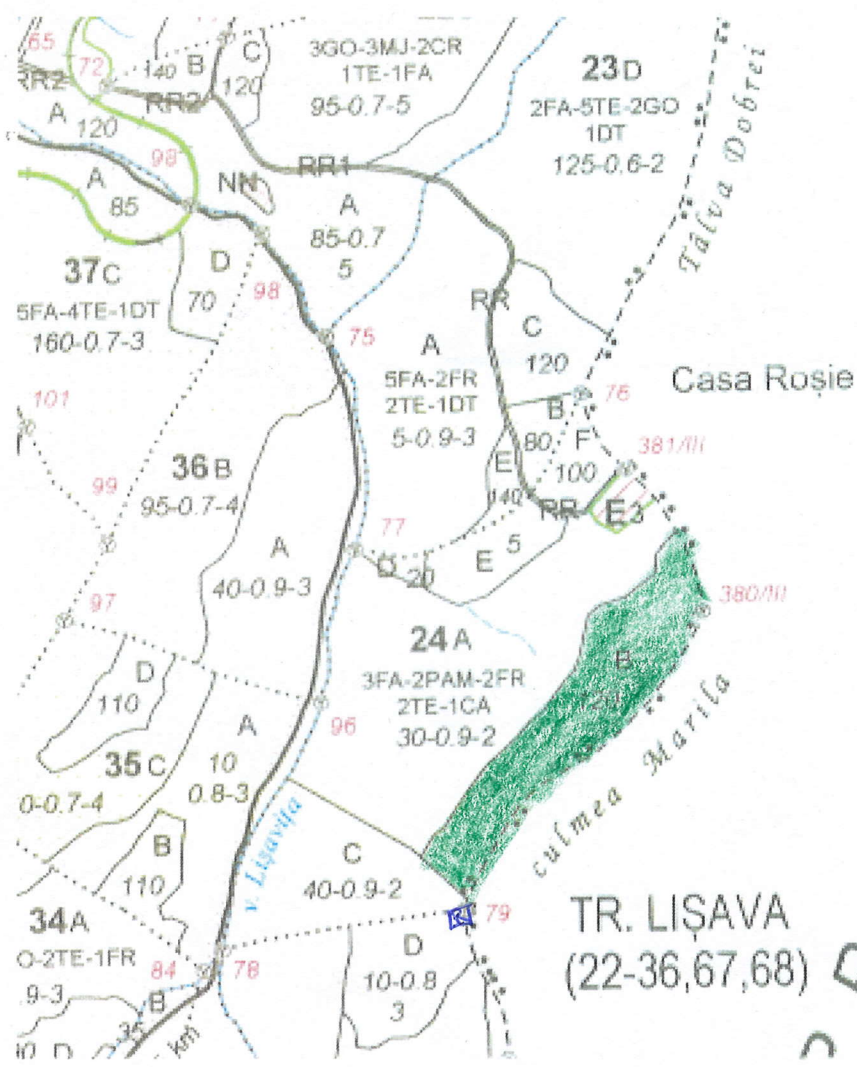 65
72
RR2
140
B
C
120
3GO-3MJ-2CR
1TE-1FA
95-0.7-5
23D
2FA-5TE-2GO
1DT
125-0.6-2
Tâlva Dobrei
RR2
A
120
98
RR1
NN
A
85
A
85-0.7
5
37C
5FA-4TE-1DT
160-0.7-3
D
70
98
75
RR
C
120
A
5FA-2FR
2TE-1DT
5-0.9-3
76
Casa Roșie
B
80
F
100
381/III
E
140
RR
E3
101
99
36B
95-0.7-4
77
A
40-0.9-3
D
20
E
5
380/III
97
24A
3FA-2PAM-2FR
2TE-1CA
30-0.9-2
B
120
D
110
96
culmea Marila
35C
0-0.7-4
A
10
0.8-3
v. Lișavița
B
110
C
40-0.9-2
79
R
TR. LIȘAVA
(22-36,67,68)
34A
O-2TE-1FR
.9-3
84
78
D
10-0.8
3
B
35
km
D